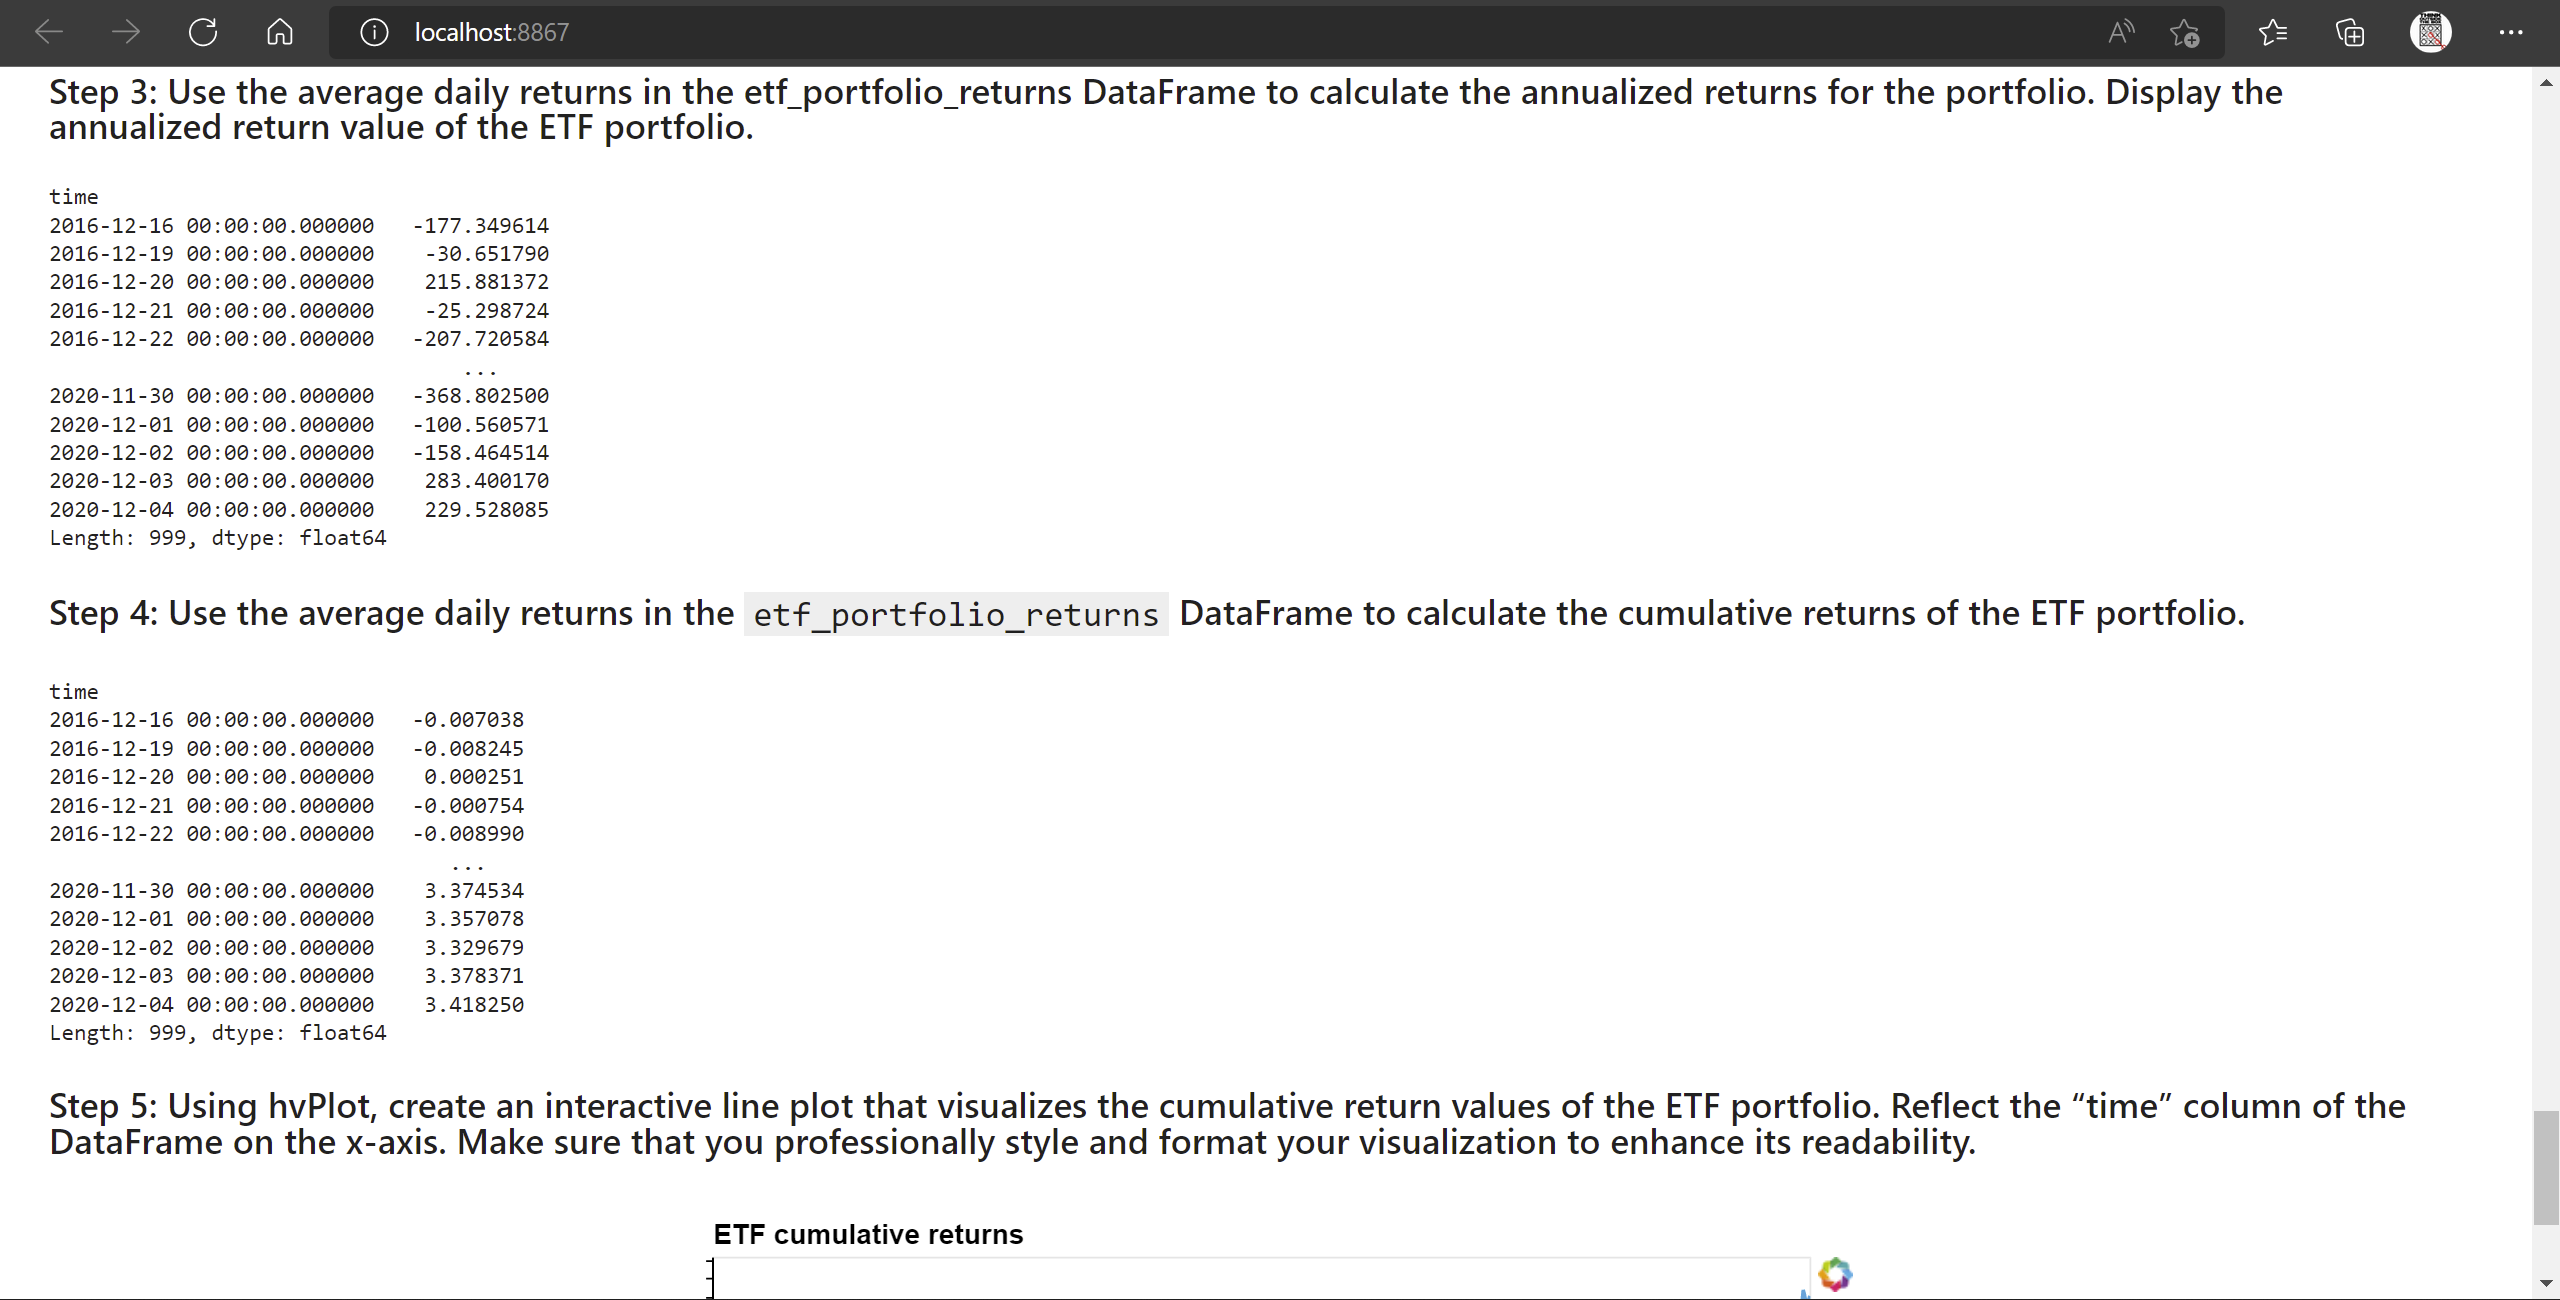 localhost:8867
Step 3: Use the average daily returns in the etf_portfolio_returns DataFrame to calculate the annualized returns for the portfolio. Display the
annualized return value of the ETF portfolio.
time
2016-12-16 00:00:00.000000   -177.349614
2016-12-19 00:00:00.000000    -30.651790
2016-12-20 00:00:00.000000    215.881372
2016-12-21 00:00:00.000000    -25.298724
2016-12-22 00:00:00.000000   -207.720584
...
2020-11-30 00:00:00.000000   -368.802500
2020-12-01 00:00:00.000000   -100.560571
2020-12-02 00:00:00.000000   -158.464514
2020-12-03 00:00:00.000000    283.400170
2020-12-04 00:00:00.000000    229.528085
Length: 999, dtype: float64
Step 4: Use the average daily returns in the etf_portfolio_returns DataFrame to calculate the cumulative returns of the ETF portfolio.
time
2016-12-16 00:00:00.000000   -0.007038
2016-12-19 00:00:00.000000   -0.008245
2016-12-20 00:00:00.000000    0.000251
2016-12-21 00:00:00.000000   -0.000754
2016-12-22 00:00:00.000000   -0.008990
...
2020-11-30 00:00:00.000000    3.374534
2020-12-01 00:00:00.000000    3.357078
2020-12-02 00:00:00.000000    3.329679
2020-12-03 00:00:00.000000    3.378371
2020-12-04 00:00:00.000000    3.418250
Length: 999, dtype: float64
Step 5: Using hvPlot, create an interactive line plot that visualizes the cumulative return values of the ETF portfolio. Reflect the “time” column of the
DataFrame on the x-axis. Make sure that you professionally style and format your visualization to enhance its readability.
ETF cumulative returns